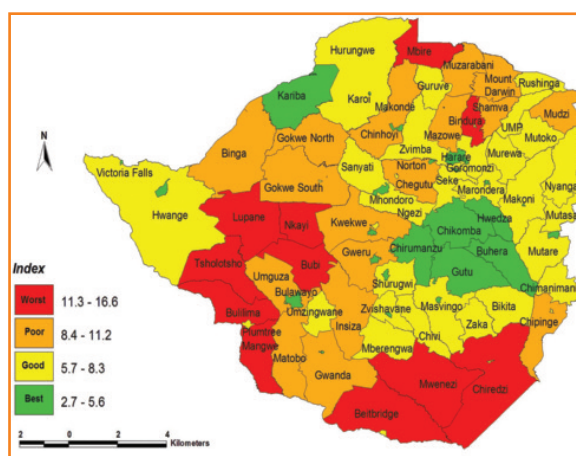 Hurungwe
Mbire
Muzarabani
Kariba
Karoi
Guruve
Mount
Darwin
Rushinga
Makonde
Shamva
Mudzi
Bindura
N
Gokwe North
Chinhoyi
Mazowe
UMP
Mutoko
Binga
Zvimba
Harare
Murewa
Victoria Falls
Sanyati
Norton
Goromonzi
Nyanga
Gokwe South
Chegutu
Seke
Marondera
Makoni
Hwange
Mhondoro
Ngezi
Mutasa
Lupane
Nkayi
Kwekwe
Hwedza
Chikomba
Mutare
Tsholotsho
Bubi
Gweru
Chirumanzu
Buhera
Umguza
Gutu
Chimanimani
Bulawayo
Shurugwi
Bulilima
Umzingwane
Zvishavane
Masvingo
Bikita
Plumtree
Insiza
Zaka
Chipinge
Mangwe
Matobo
Mberengwa
Chivi
Gwanda
Mwenezi
Chiredzi
Beitbridge
Index
Worst 11.3 - 16.6
Poor 8.4 - 11.2
Good 5.7 - 8.3
Best 2.7 - 5.6
2 0 2 4
Kilometers